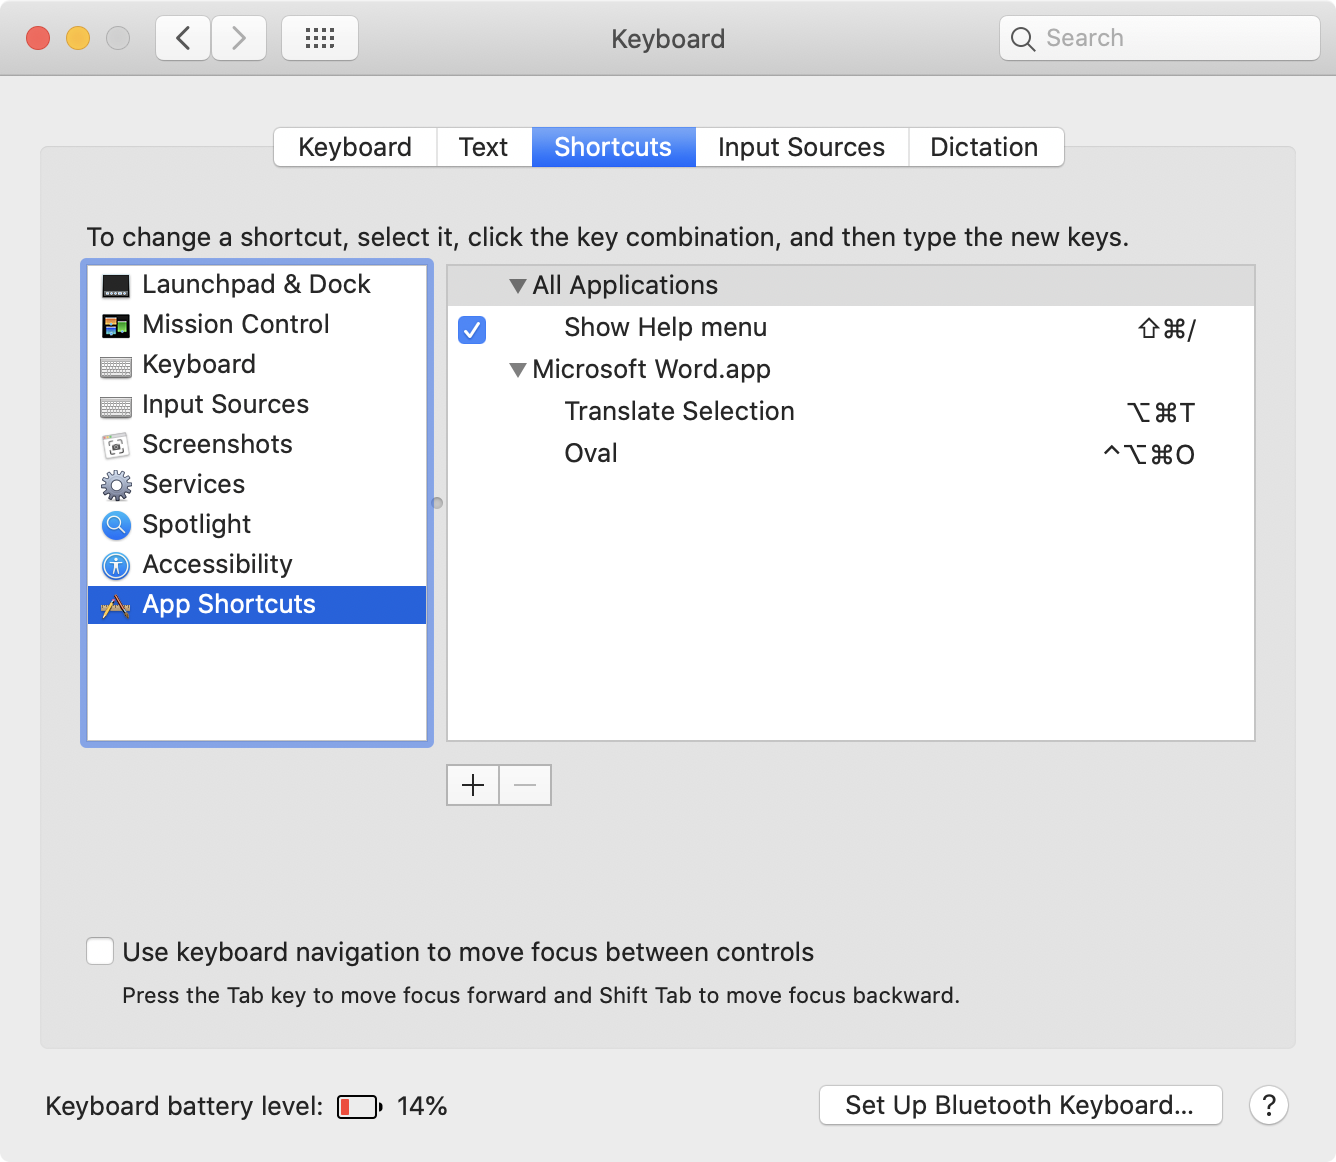 Keyboard
Search
Keyboard
Text
Shortcuts
Input Sources
Dictation
To change a shortcut, select it, click the key combination, and then type the new keys.
Launchpad & Dock
Mission Control
Keyboard
Input Sources
Screenshots
Services
Spotlight
Accessibility
App Shortcuts
All Applications
Show Help menu ⇧⌘/
Microsoft Word.app
Translate Selection ⌥⌘T
Oval ^⌥⌘O
Use keyboard navigation to move focus between controls
Press the Tab key to move focus forward and Shift Tab to move focus backward.
Keyboard battery level: 14%
Set Up Bluetooth Keyboard...
?